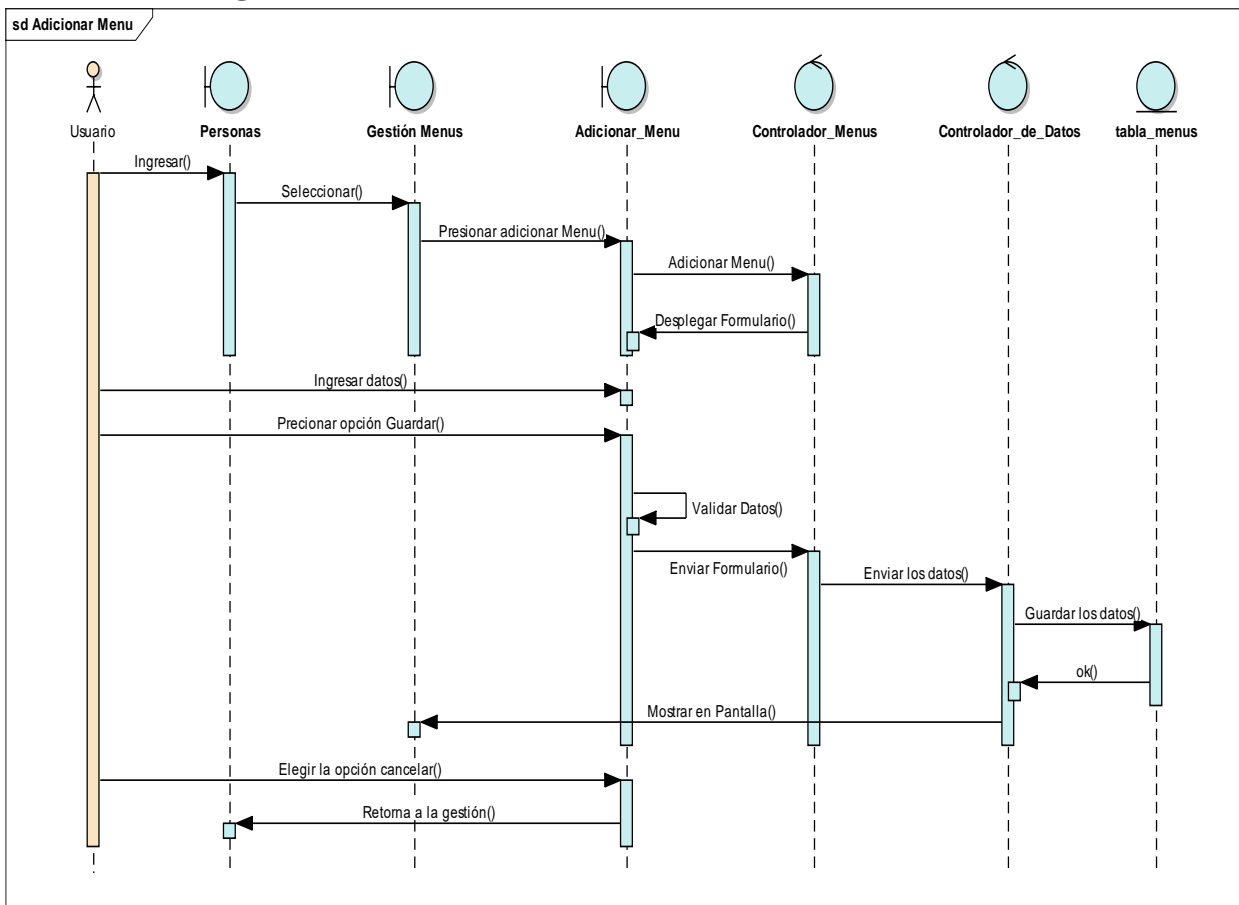 sd Adicionar Menu
Usuario
Personas
Gestión Menus
Adicionar_Menu
Controlador_Menus
Controlador_de_Datos
tabla_menus
Ingresar()
Seleccionar()
Presionar adicionar Menu()
Adicionar Menu()
Desplegar Formulario()
Ingresar datos()
Precionar opción Guardar()
Validar Datos()
Enviar Formulario()
Enviar los datos()
Guardar los datos()
ok()
Mostrar en Pantalla()
Elegir la opción cancelar()
Retorna a la gestión()